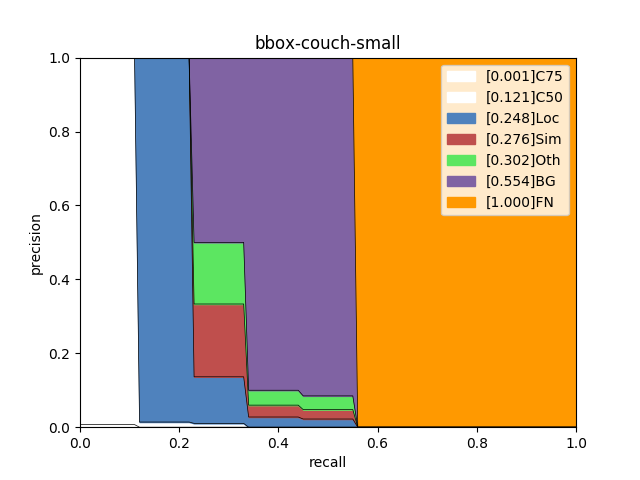 bbox-couch-small
1.0
0.8
0.6
0.4
0.2
0.0
precision
[0.001]C75
[0.121]C50
[0.248]Loc
[0.276]Sim
[0.302]Oth
[0.554]BG
[1.000]FN
0.0 0.2 0.4 0.6 0.8 1.0
recall